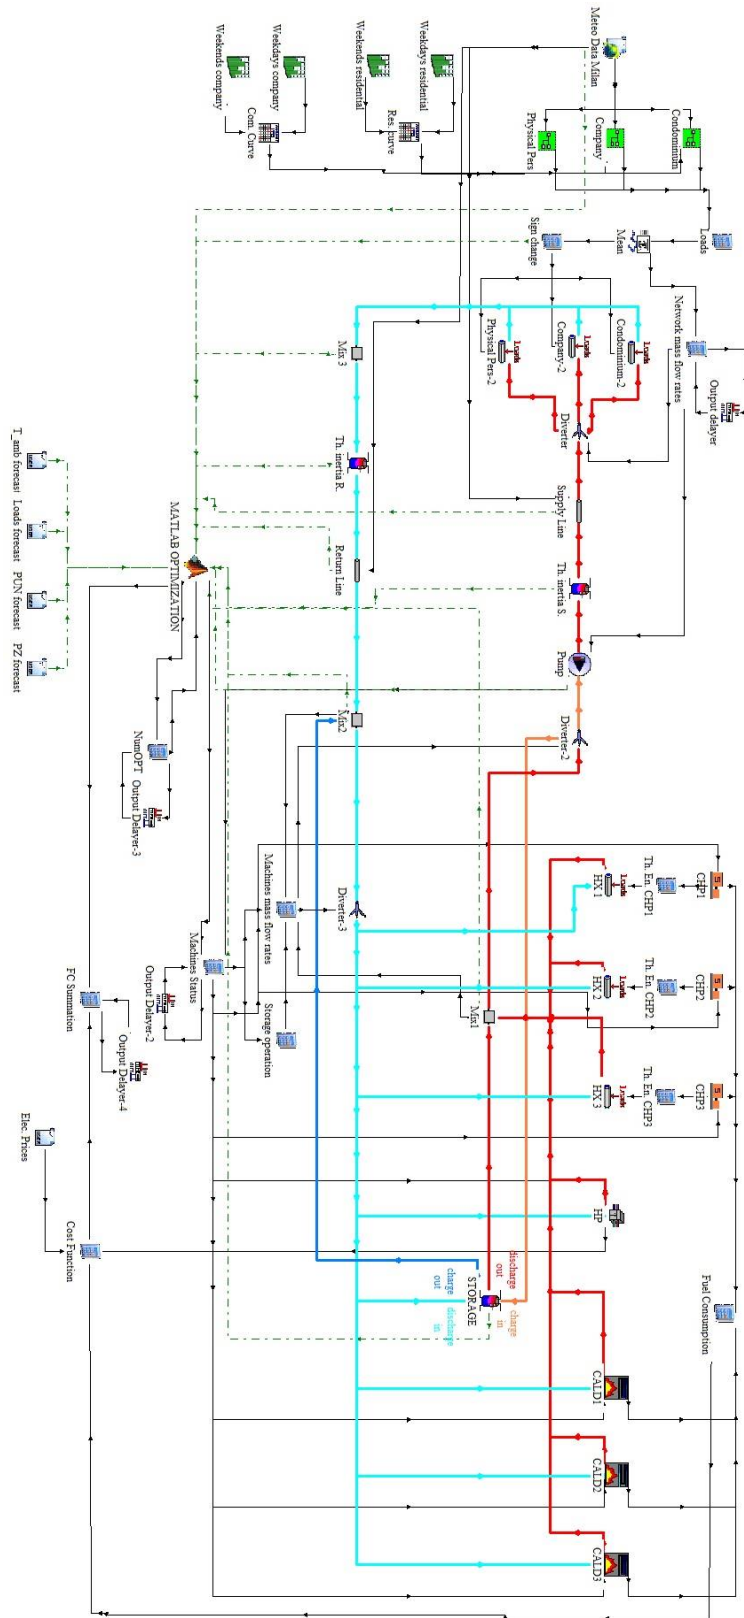 Meteo Data Milan
Weekdays residential
Weekends residential
Weekdays company
Weekends company
Res. curve
Com. Curve
Condominium
Company
Physical Pers
Loads
Mean
Sign change
Network mass flow rates
Output delayer
Loads
Condominium-2
Loads
Company-2
Loads
Physical Pers-2
Diverter
Mix 3
Supply Line
Th. inertia R.
Th. inertia S.
Return Line
Pump
MATLAB OPTIMIZATION
T_amb forecast
Loads forecast
PUN forecast
PZ forecast
Diverter-2
Mix2
NumOPT
Output Delayer-3
CHP1
Th. En. CHP1
Loads
HX 1
Diverter-3
Machines mass flow rates
Machines Status
Output Delayer-2
Storage operation
CHP2
Th. En. CHP2
Loads
HX 2
Mix1
FC Summation
Output Delayer-4
CHP3
Th. En. CHP3
Loads
HX 3
Elec. Prices
Cost Function
HP
Fuel Consumption
discharge
out
charge
in
STORAGE
charge
out
discharge
in
CALD1
CALD2
CALD3